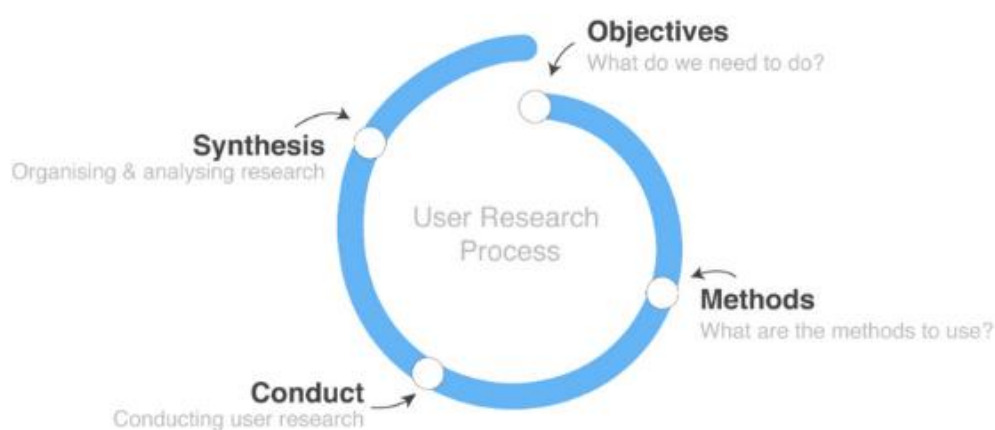 Objectives
What do we need to do?
Synthesis
Organising & analysing research
User Research
Process
Methods
What are the methods to use?
Conduct
Conducting user research